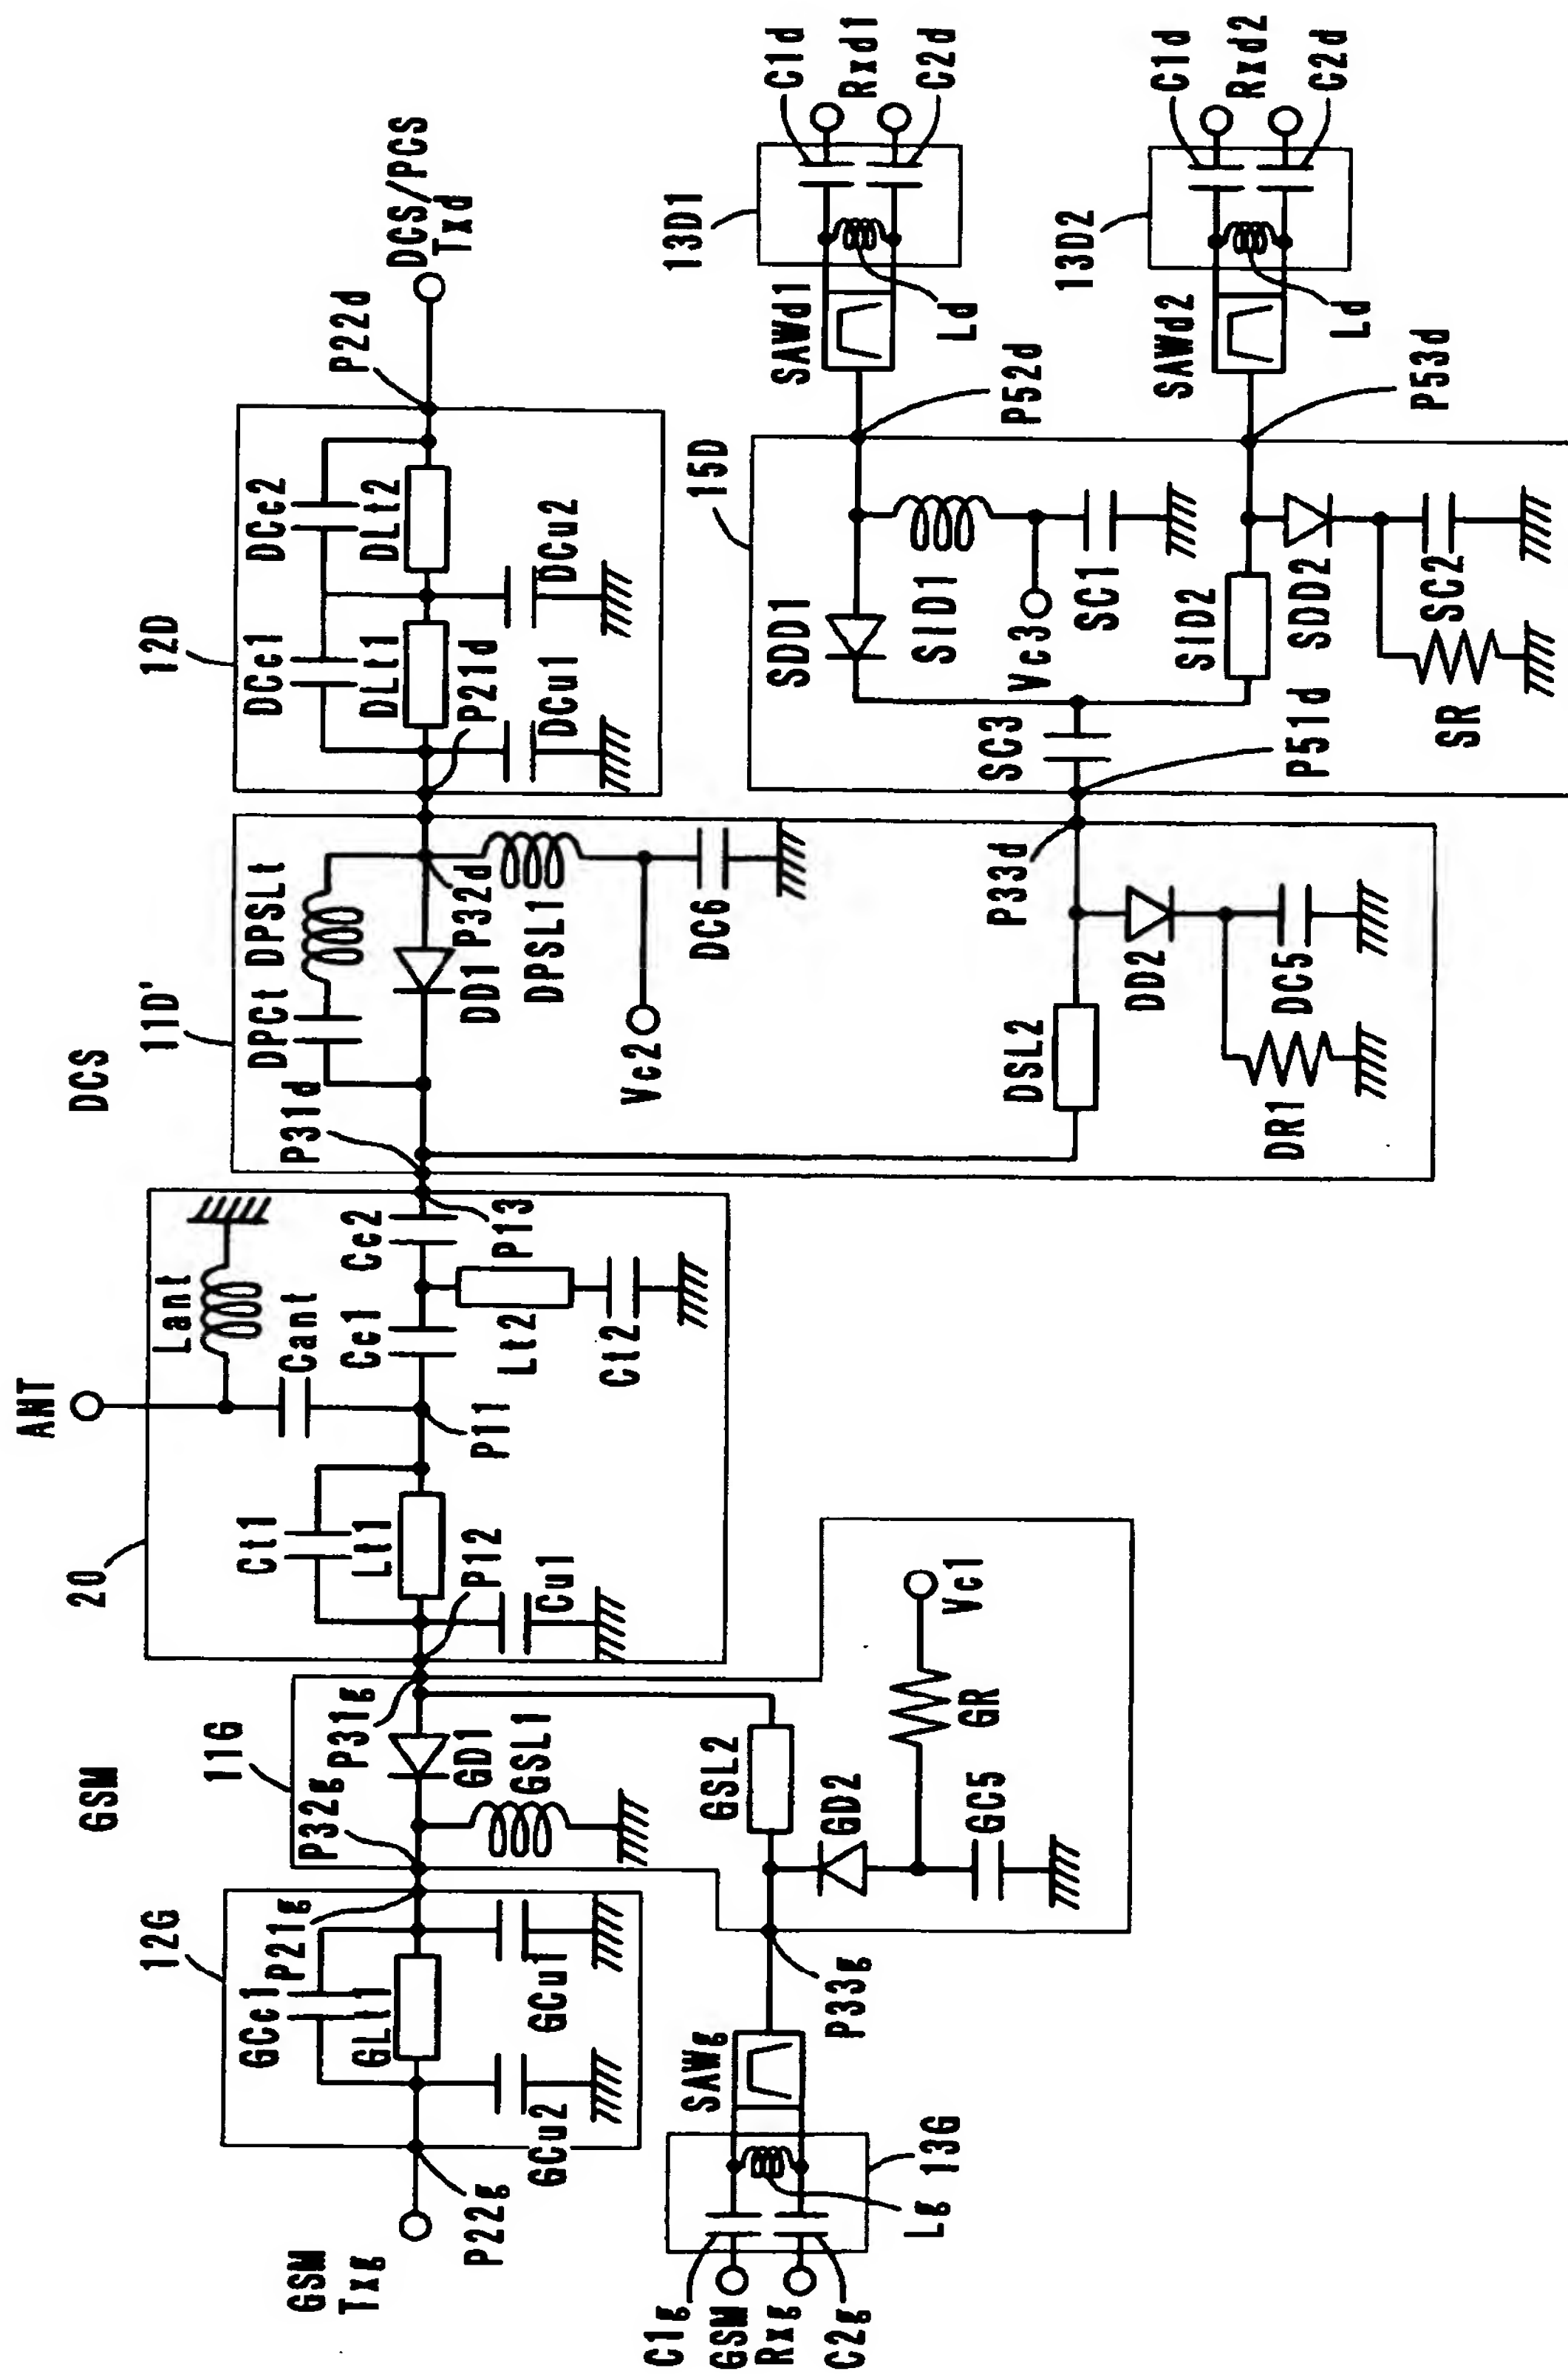 GSM
DCS
ANT
20
Lant
Cant
Ct1
Lt1
Cc1
Cc2
P11
P12
P13
Cu1
Lt2
Ct2
12G
GCc1
P21g
GLt1
GCu1
GCu2
P22g
GSM
Txg
11G
P31g
P32g
GD1
GSL1
GSL2
GD2
GC5
GR
Vc1
P33g
SAWg
13G
Lg
C1g
GSM
Rxg
C2g
11D'
P31d
DPCt
DPSLt
DD1
P32d
DPSL1
Vc2
DC6
P33d
DSL2
DD2
DC5
DR1
12D
DCc1
DCc2
DLt1
DLt2
P21d
DCu1
DCu2
P22d
DCS/PCS
Txd
15D
SDD1
SID1
Vc3
SC1
SC3
SID2
SDD2
SC2
SR
P51d
P52d
P53d
SAWd1
13D1
Ld
C1d
Rxd1
C2d
SAWd2
13D2
Ld
C1d
Rxd2
C2d